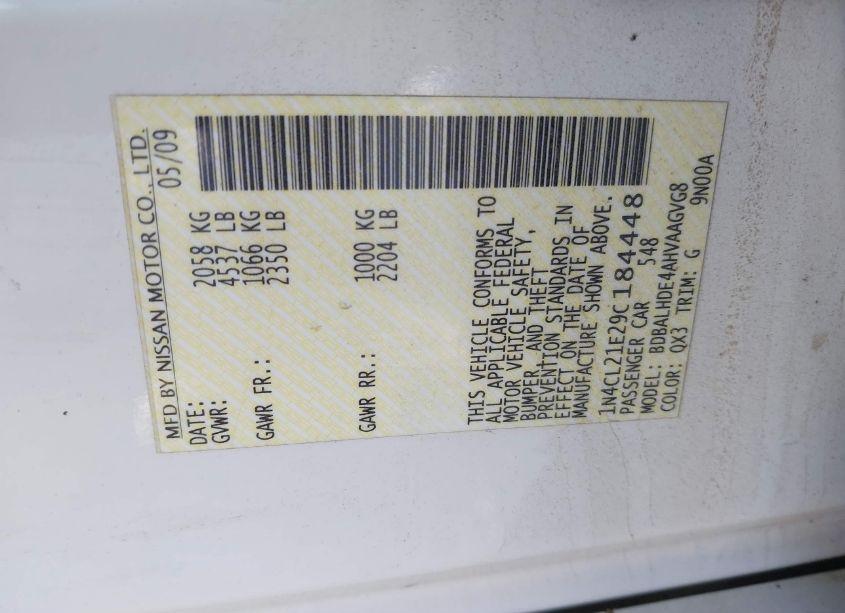 MFD BY NISSAN MOTOR CO., LTD.
DATE: 05/09
GVWR: 2058 KG
4537 LB
GAWR FR.: 1066 KG
2350 LB
GAWR RR.: 1000 KG
2204 LB
THIS VEHICLE CONFORMS TO
ALL APPLICABLE FEDERAL
MOTOR VEHICLE SAFETY,
BUMPER, AND THEFT
PREVENTION STANDARDS IN
EFFECT ON THE DATE OF
MANUFACTURE SHOWN ABOVE.
1N4CL21E29C184448
PASSENGER CAR 548
MODEL: BDBALHDE4AHVAAGVG8
COLOR: QX3 TRIM: G 9N00A